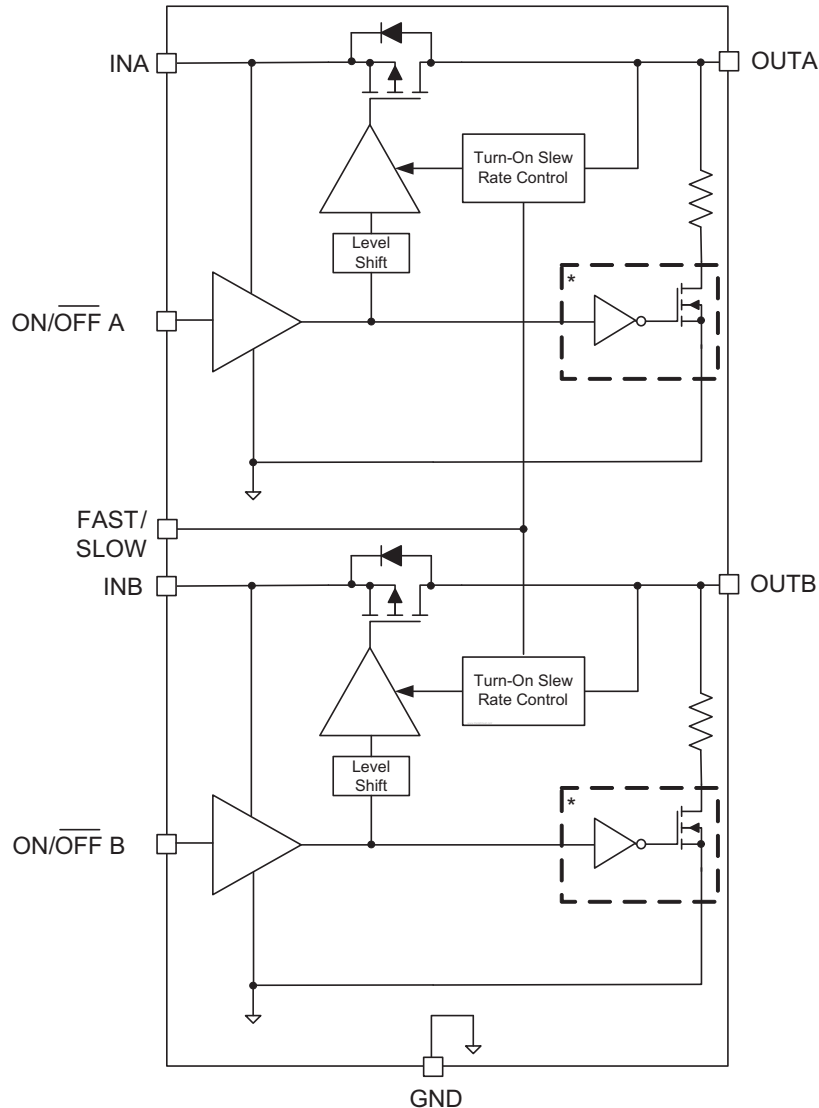 INA
OUTA
Turn-On Slew
Rate Control
Level
Shift
*
ON/OFF A
FAST/
SLOW
INB
OUTB
Turn-On Slew
Rate Control
Level
Shift
*
ON/OFF B
GND